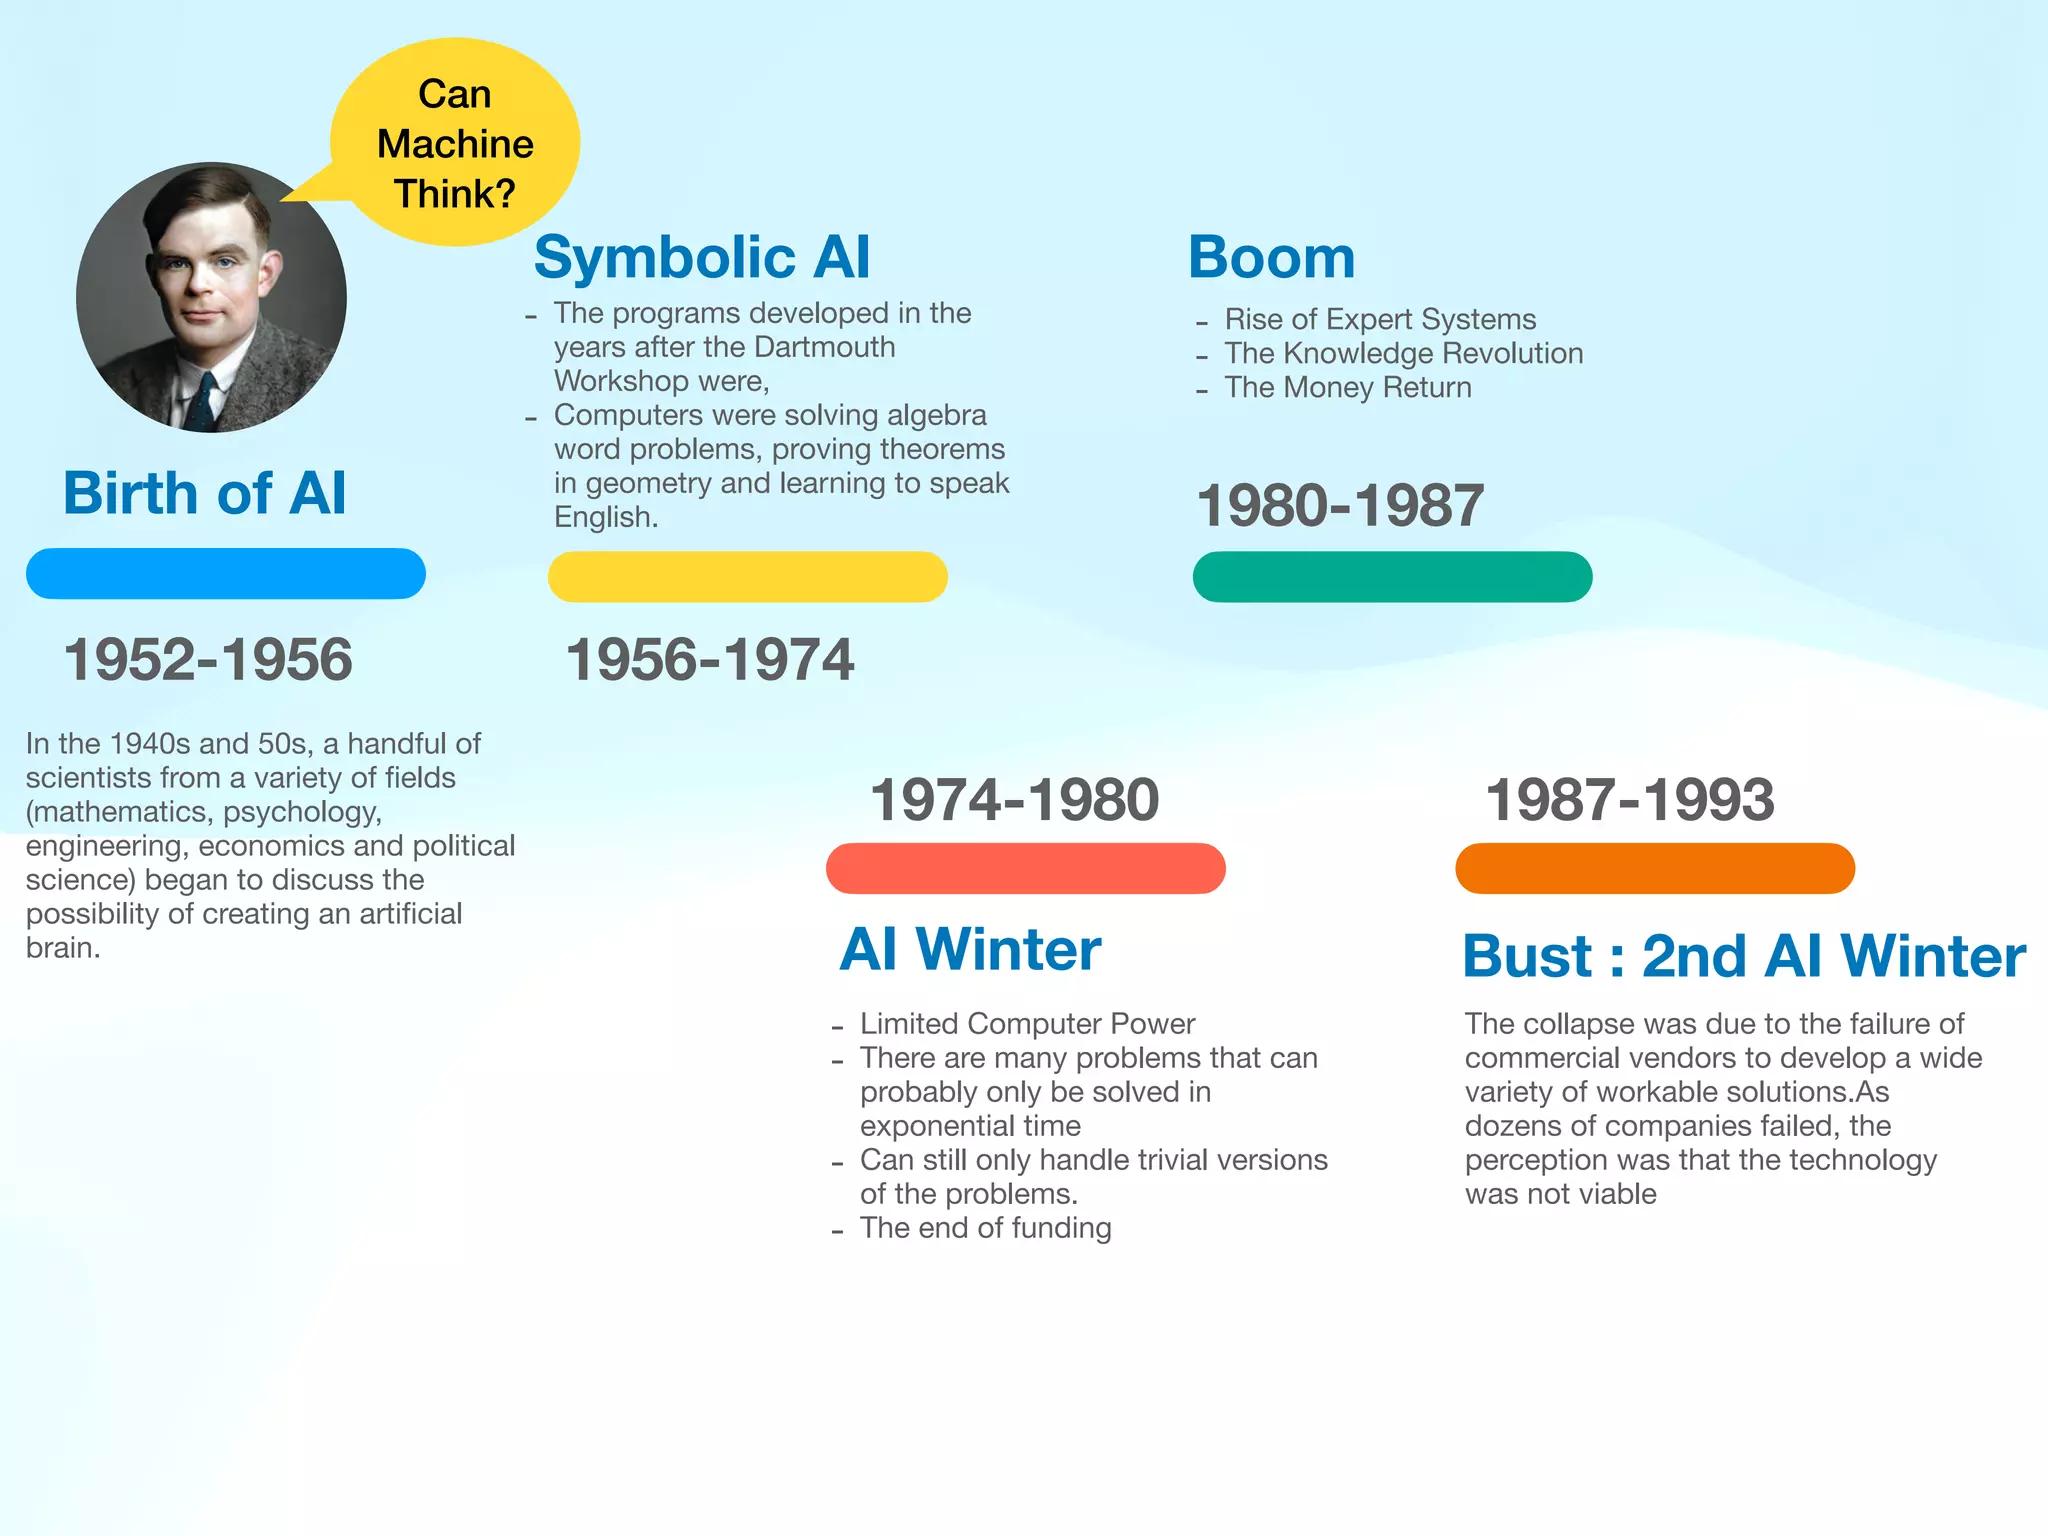 Can
Machine
Think?
Birth of AI
1952-1956
In the 1940s and 50s, a handful of
scientists from a variety of fields
(mathematics, psychology,
engineering, economics and political
science) began to discuss the
possibility of creating an artificial
brain.
Symbolic AI
- The programs developed in the
years after the Dartmouth
Workshop were,
- Computers were solving algebra
word problems, proving theorems
in geometry and learning to speak
English.
1956-1974
1974-1980
AI Winter
- Limited Computer Power
- There are many problems that can
probably only be solved in
exponential time
- Can still only handle trivial versions
of the problems.
- The end of funding
Boom
- Rise of Expert Systems
- The Knowledge Revolution
- The Money Return
1980-1987
1987-1993
Bust : 2nd AI Winter
The collapse was due to the failure of
commercial vendors to develop a wide
variety of workable solutions.As
dozens of companies failed, the
perception was that the technology
was not viable